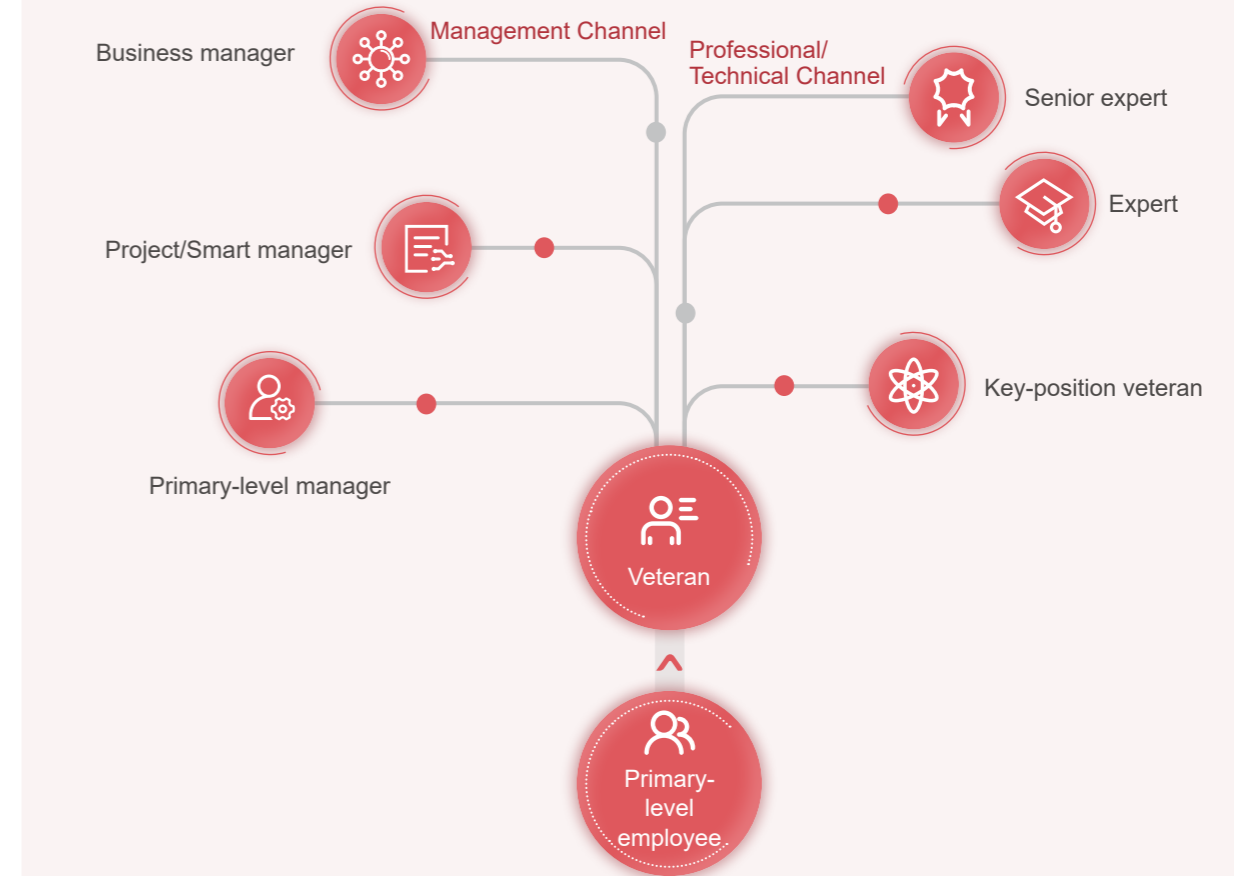 Management Channel
Business manager
Professional/
Technical Channel
Senior expert
Expert
Project/Smart manager
Key-position veteran
Primary-level manager
Veteran
Primary-
level
employee